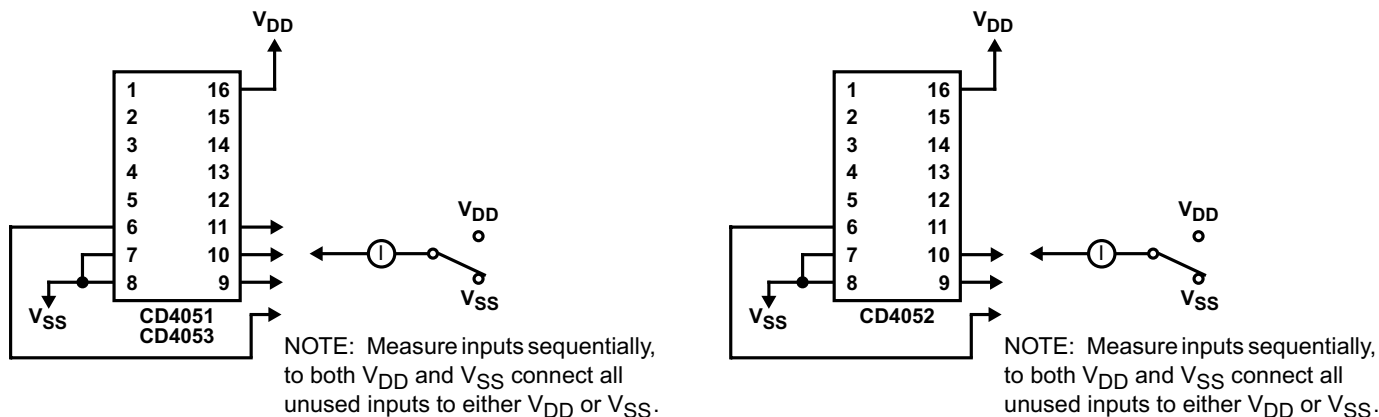 VDD
1 16
2 15
3 14
4 13
5 12
6 11
7 10
8 9
VSS
CD4051
CD4053
I
VDD
VSS
NOTE: Measure inputs sequentially,
to both VDD and VSS connect all
unused inputs to either VDD or VSS.
VDD
1 16
2 15
3 14
4 13
5 12
6 11
7 10
8 9
VSS
CD4052
I
VDD
VSS
NOTE: Measure inputs sequentially,
to both VDD and VSS connect all
unused inputs to either VDD or VSS.